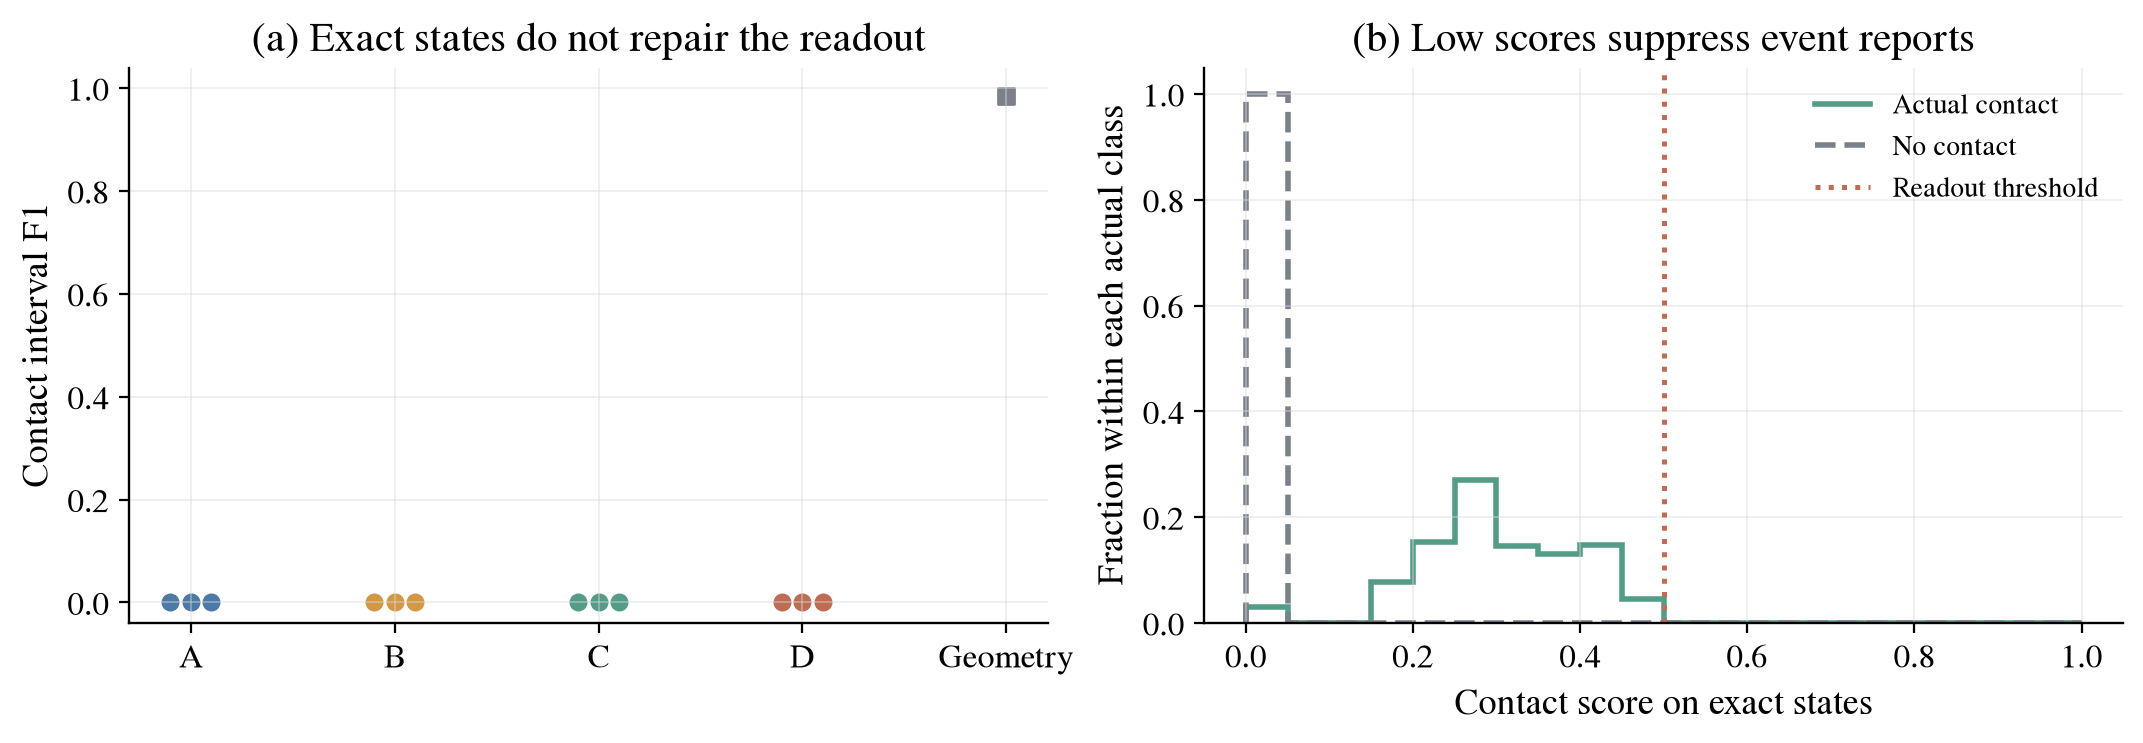 (a) Exact states do not repair the readout
Contact interval F1
1.0
0.8
0.6
0.4
0.2
0.0
A B C D Geometry
(b) Low scores suppress event reports
Fraction within each actual class
1.0
0.8
0.6
0.4
0.2
0.0
Actual contact
No contact
Readout threshold
0.0 0.2 0.4 0.6 0.8 1.0
Contact score on exact states